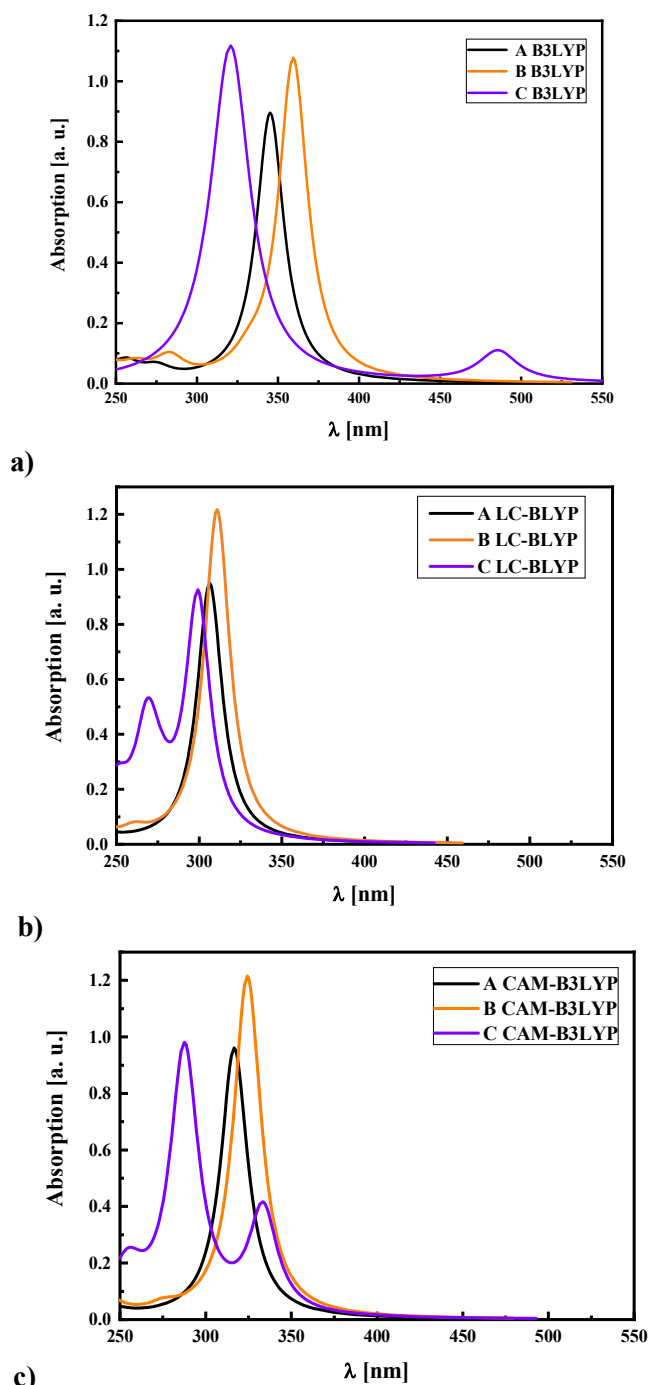 1.2
1.0
0.8
0.6
0.4
0.2
0.0
Absorption [a. u.]
A B3LYP
B B3LYP
C B3LYP
250 300 350 400 450 500 550
λ [nm]
a)
1.2
1.0
0.8
0.6
0.4
0.2
0.0
Absorption [a. u.]
A LC-BLYP
B LC-BLYP
C LC-BLYP
250 300 350 400 450 500 550
λ [nm]
b)
1.2
1.0
0.8
0.6
0.4
0.2
0.0
Absorption [a. u.]
A CAM-B3LYP
B CAM-B3LYP
C CAM-B3LYP
250 300 350 400 450 500 550
λ [nm]
c)